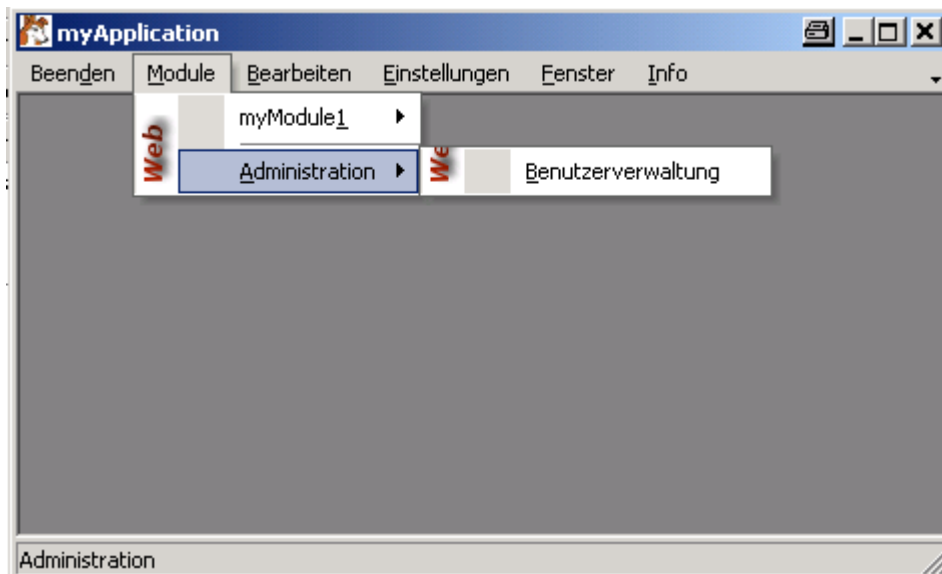 myApplication
Beenden Module Bearbeiten Einstellungen Fenster Info
myModule1
Web
Administration
We
Benutzerverwaltung
Administration